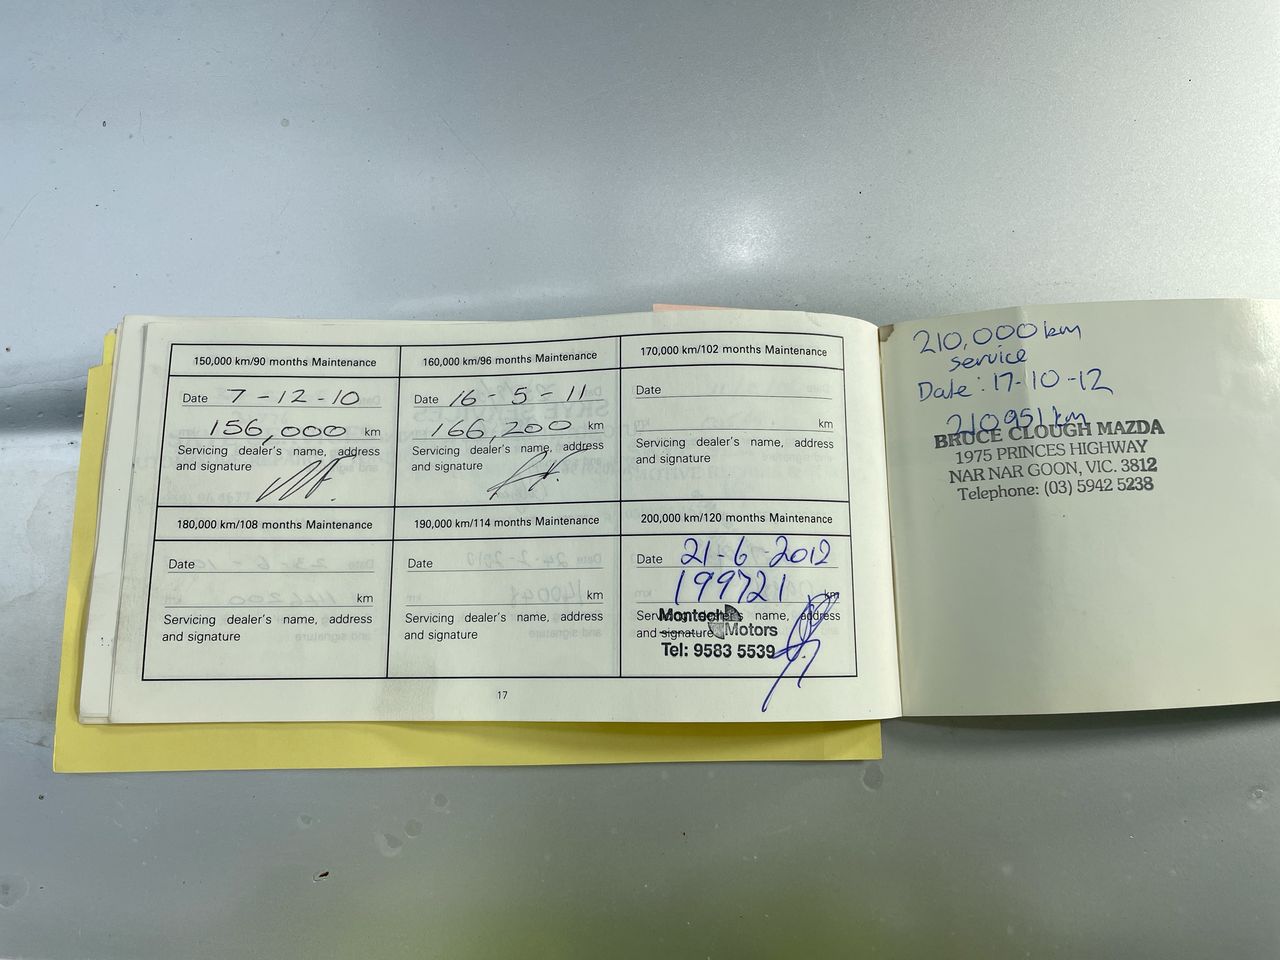 150,000 km/90 months Maintenance
Date 7-12-10
156,000 km
Servicing dealer's name, address
and signature
160,000 km/96 months Maintenance
Date 16-5-11
166,200 km
Servicing dealer's name, address
and signature
170,000 km/102 months Maintenance
Date
km
Servicing dealer's name, address
and signature
180,000 km/108 months Maintenance
Date
km
Servicing dealer's name, address
and signature
190,000 km/114 months Maintenance
Date
km
Servicing dealer's name, address
and signature
200,000 km/120 months Maintenance
Date 21-6-2012
199721 km
Servicing dealer's name, address
and signature
Montech
Motors
Tel: 9583 5539
17
210,000 km
service
Date: 17-10-12
210951 km
BRUCE CLOUGH MAZDA
1975 PRINCES HIGHWAY
NAR NAR GOON, VIC. 3812
Telephone: (03) 5942 5238